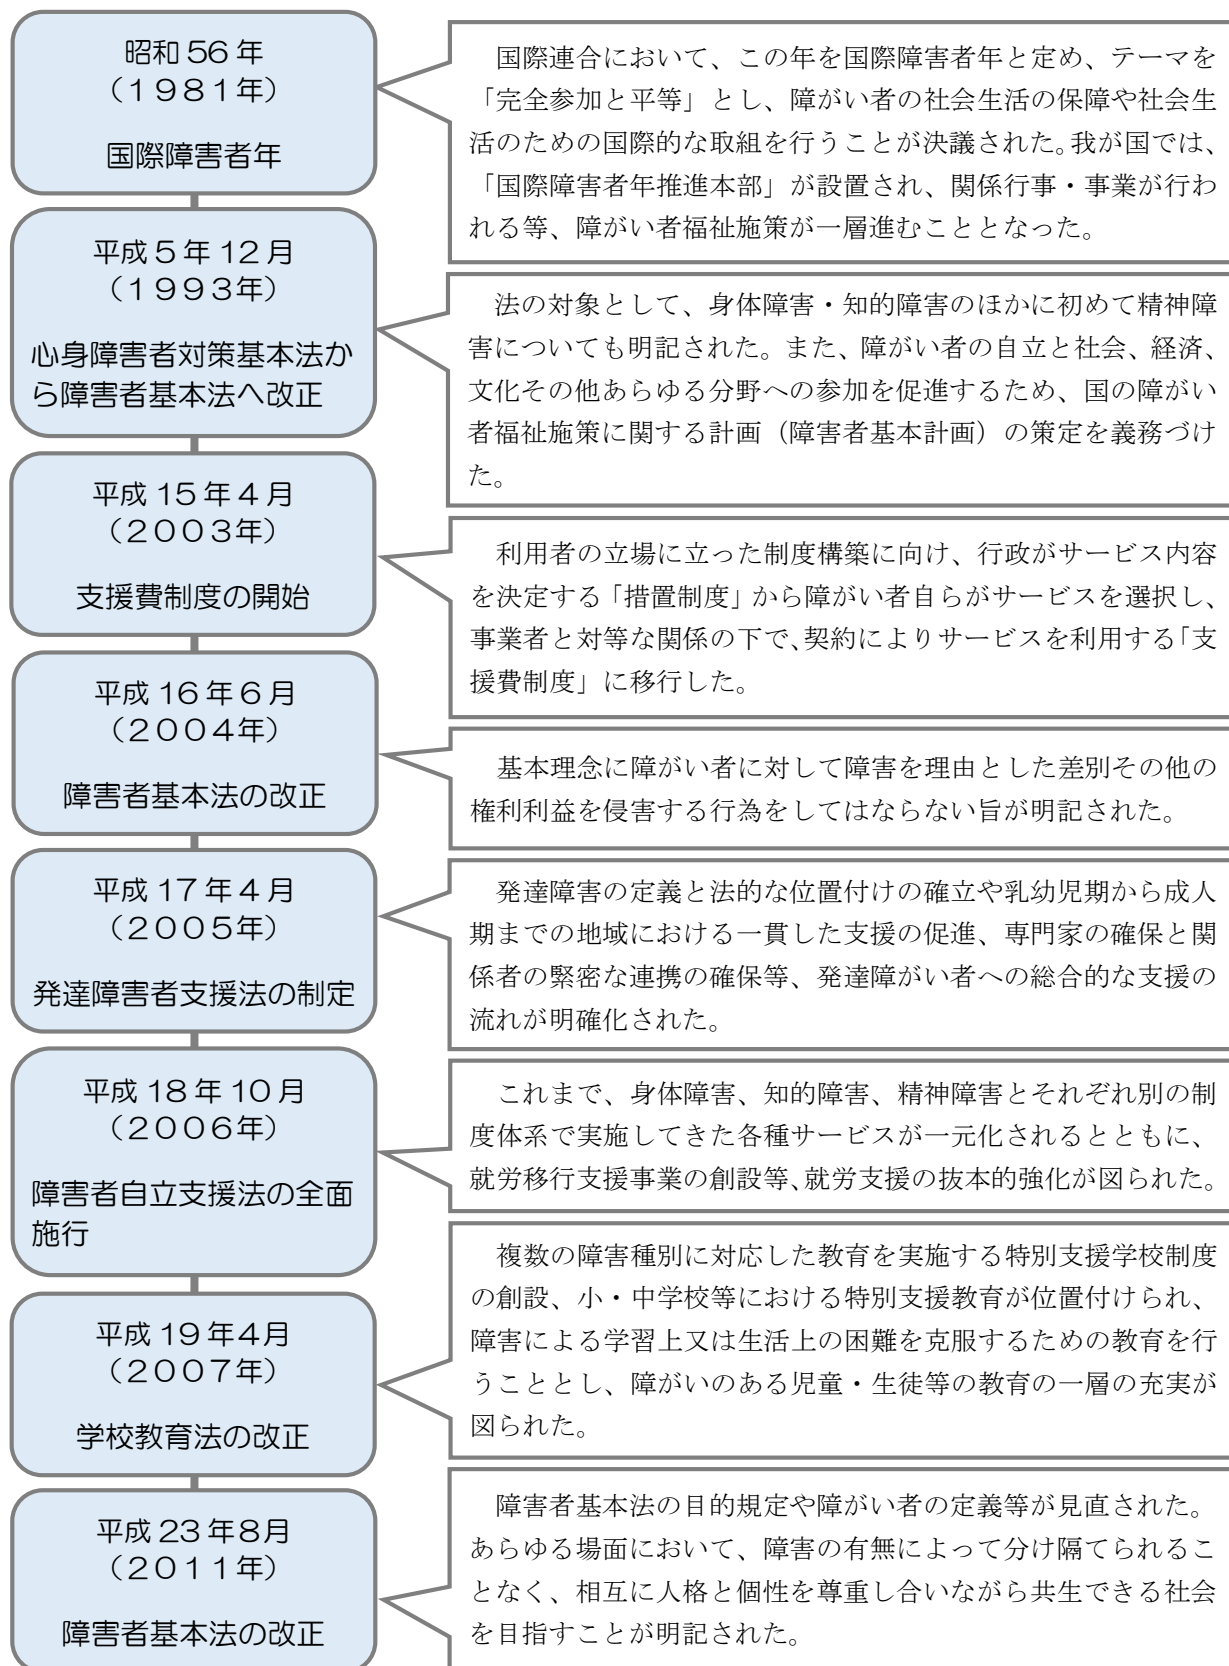 昭和 56 年
（１９８１年）
国際障害者年
国際連合において、この年を国際障害者年と定め、テーマを
「完全参加と平等」とし、障がい者の社会生活の保障や社会生
活のための国際的な取組を行うことが決議された。我が国では、
「国際障害者年推進本部」が設置され、関係行事・事業が行わ
れる等、障がい者福祉施策が一層進むこととなった。
平成 5 年 12 月
（１９９３年）
心身障害者対策基本法か
ら障害者基本法へ改正
法の対象として、身体障害・知的障害のほかに初めて精神障
害についても明記された。また、障がい者の自立と社会、経済、
文化その他あらゆる分野への参加を促進するため、国の障がい
者福祉施策に関する計画（障害者基本計画）の策定を義務づけ
た。
平成 15 年 4 月
（２００３年）
支援費制度の開始
利用者の立場に立った制度構築に向け、行政がサービス内容
を決定する「措置制度」から障がい者自らがサービスを選択し、
事業者と対等な関係の下で、契約によりサービスを利用する「支
援費制度」に移行した。
平成 16 年 6 月
（２００４年）
障害者基本法の改正
基本理念に障がい者に対して障害を理由とした差別その他の
権利利益を侵害する行為をしてはならない旨が明記された。
平成 17 年 4 月
（２００５年）
発達障害者支援法の制定
発達障害の定義と法的な位置付けの確立や乳幼児期から成人
期までの地域における一貫した支援の促進、専門家の確保と関
係者の緊密な連携の確保等、発達障がい者への総合的な支援の
流れが明確化された。
平成 18 年 10 月
（２００６年）
障害者自立支援法の全面
施行
これまで、身体障害、知的障害、精神障害とそれぞれ別の制
度体系で実施してきた各種サービスが一元化されるとともに、
就労移行支援事業の創設等、就労支援の抜本的強化が図られた。
平成 19 年4月
（２００７年）
学校教育法の改正
複数の障害種別に対応した教育を実施する特別支援学校制度
の創設、小・中学校等における特別支援教育が位置付けられ、
障害による学習上又は生活上の困難を克服するための教育を行
うこととし、障がいのある児童・生徒等の教育の一層の充実が
図られた。
平成 23 年8月
（２０１１年）
障害者基本法の改正
障害者基本法の目的規定や障がい者の定義等が見直された。
あらゆる場面において、障害の有無によって分け隔てられるこ
となく、相互に人格と個性を尊重し合いながら共生できる社会
を目指すことが明記された。